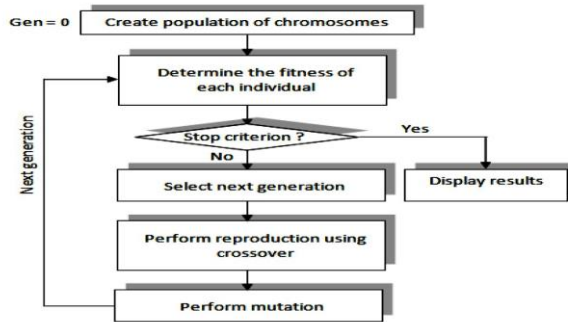 Gen = 0
Create population of chromosomes
Determine the fitness of
each individual
Stop criterion ?
Yes
No
Next generation
Select next generation
Display results
Perform reproduction using
crossover
Perform mutation